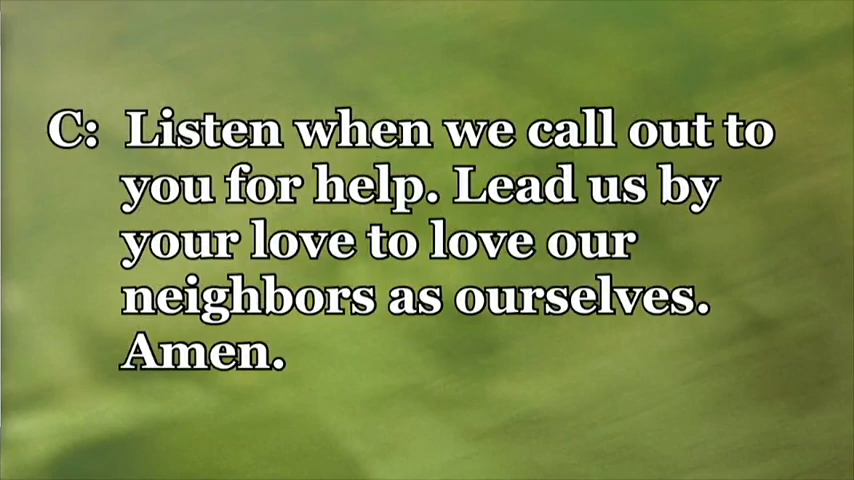 C: Listen when we call out to
you for help. Lead us by
your love to love our
neighbors as ourselves.
Amen.